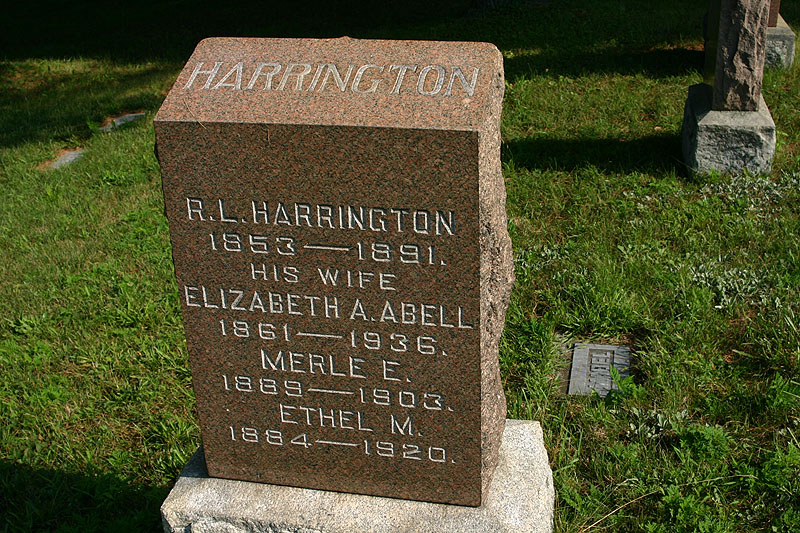 HARRINGTON
R.L. HARRINGTON
1853 — 1891.
HIS WIFE
ELIZABETH A. ABELL
1861 — 1936.
MERLE E.
1889 — 1903.
ETHEL M.
1884 — 1920.